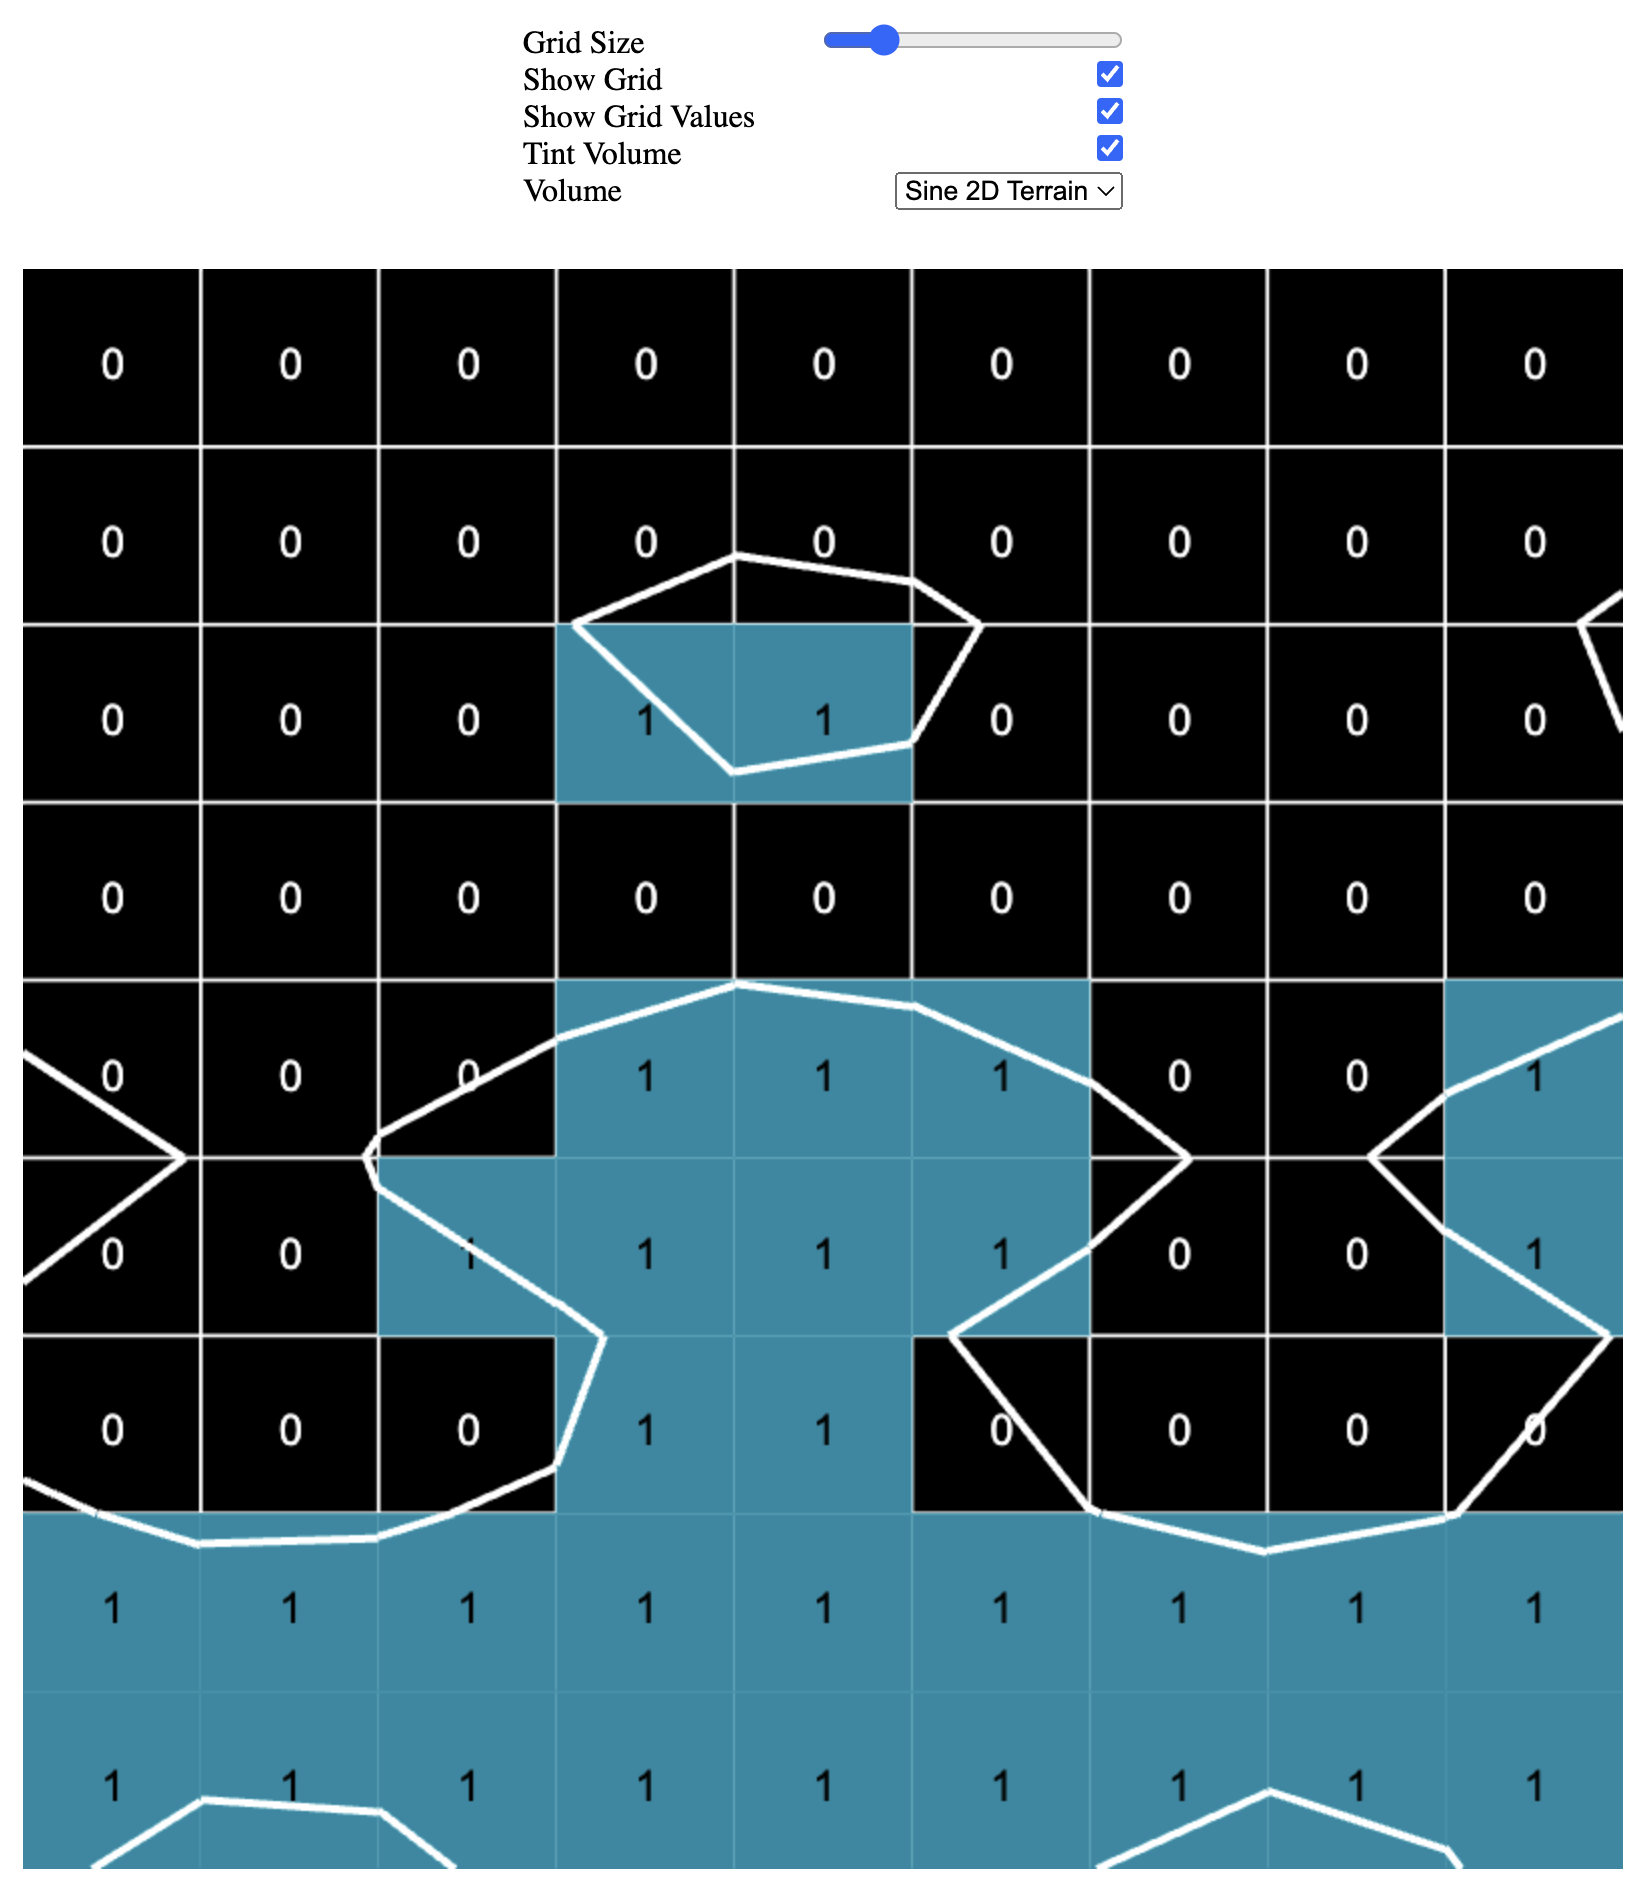 Grid Size
Show Grid
Show Grid Values
Tint Volume
Volume Sine 2D Terrain
0 0 0 0 0 0 0 0 0
0 0 0 0 0 0 0 0 0
0 0 0 1 1 0 0 0 0
0 0 0 0 0 0 0 0 0
0 0 0 1 1 1 0 0 1
0 0 1 1 1 1 0 0 1
0 0 0 1 1 0 0 0 0
1 1 1 1 1 1 1 1 1
1 1 1 1 1 1 1 1 1